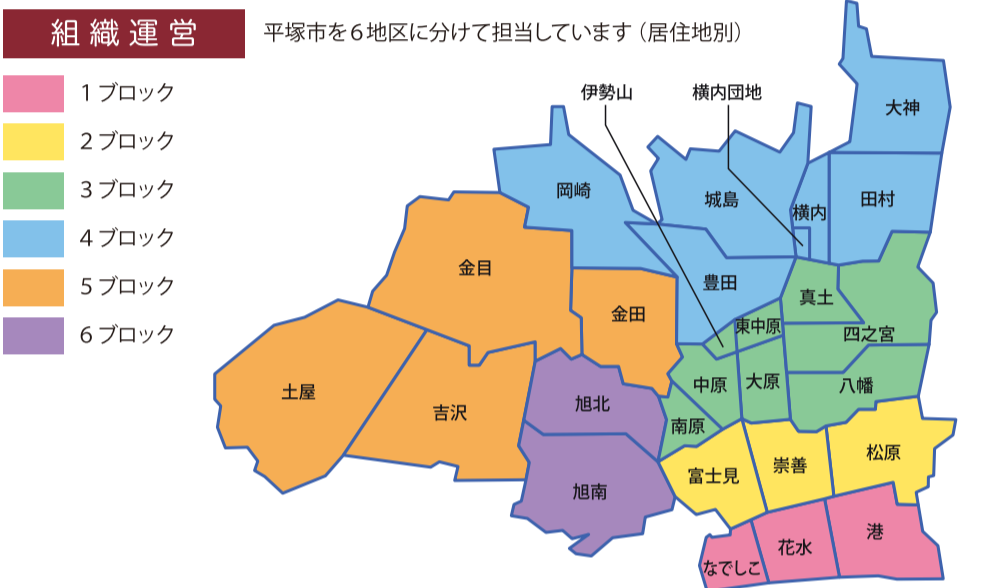 組織運営
平塚市を6地区に分けて担当しています（居住地別）
1ブロック
2ブロック
3ブロック
4ブロック
5ブロック
6ブロック
伊勢山
横内団地
大神
岡崎
城島
横内
田村
金目
豊田
真土
金田
東中原
四之宮
土屋
吉沢
旭北
中原
大原
八幡
南原
旭南
富士見
崇善
松原
なでしこ
花水
港